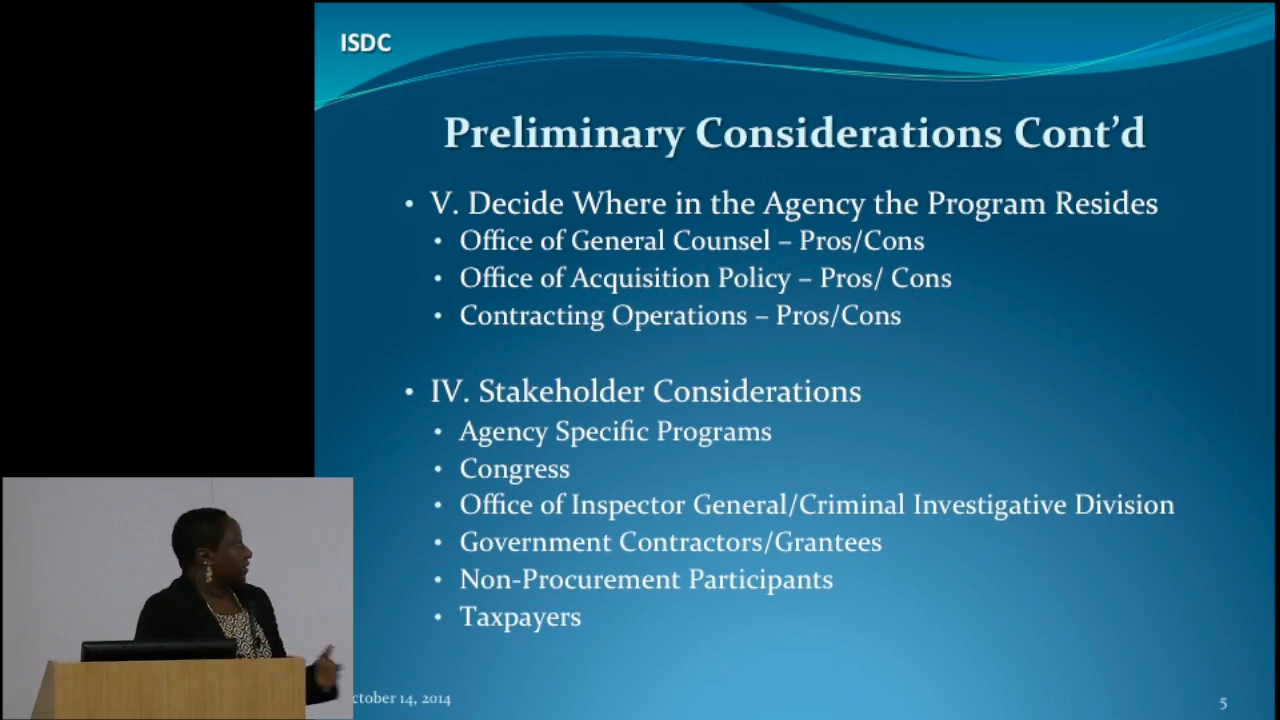 ISDC
Preliminary Considerations Cont’d
• V. Decide Where in the Agency the Program Resides
• Office of General Counsel – Pros/Cons
• Office of Acquisition Policy – Pros/ Cons
• Contracting Operations – Pros/Cons
• IV. Stakeholder Considerations
• Agency Specific Programs
• Congress
• Office of Inspector General/Criminal Investigative Division
• Government Contractors/Grantees
• Non-Procurement Participants
• Taxpayers
ctober 14, 2014
5